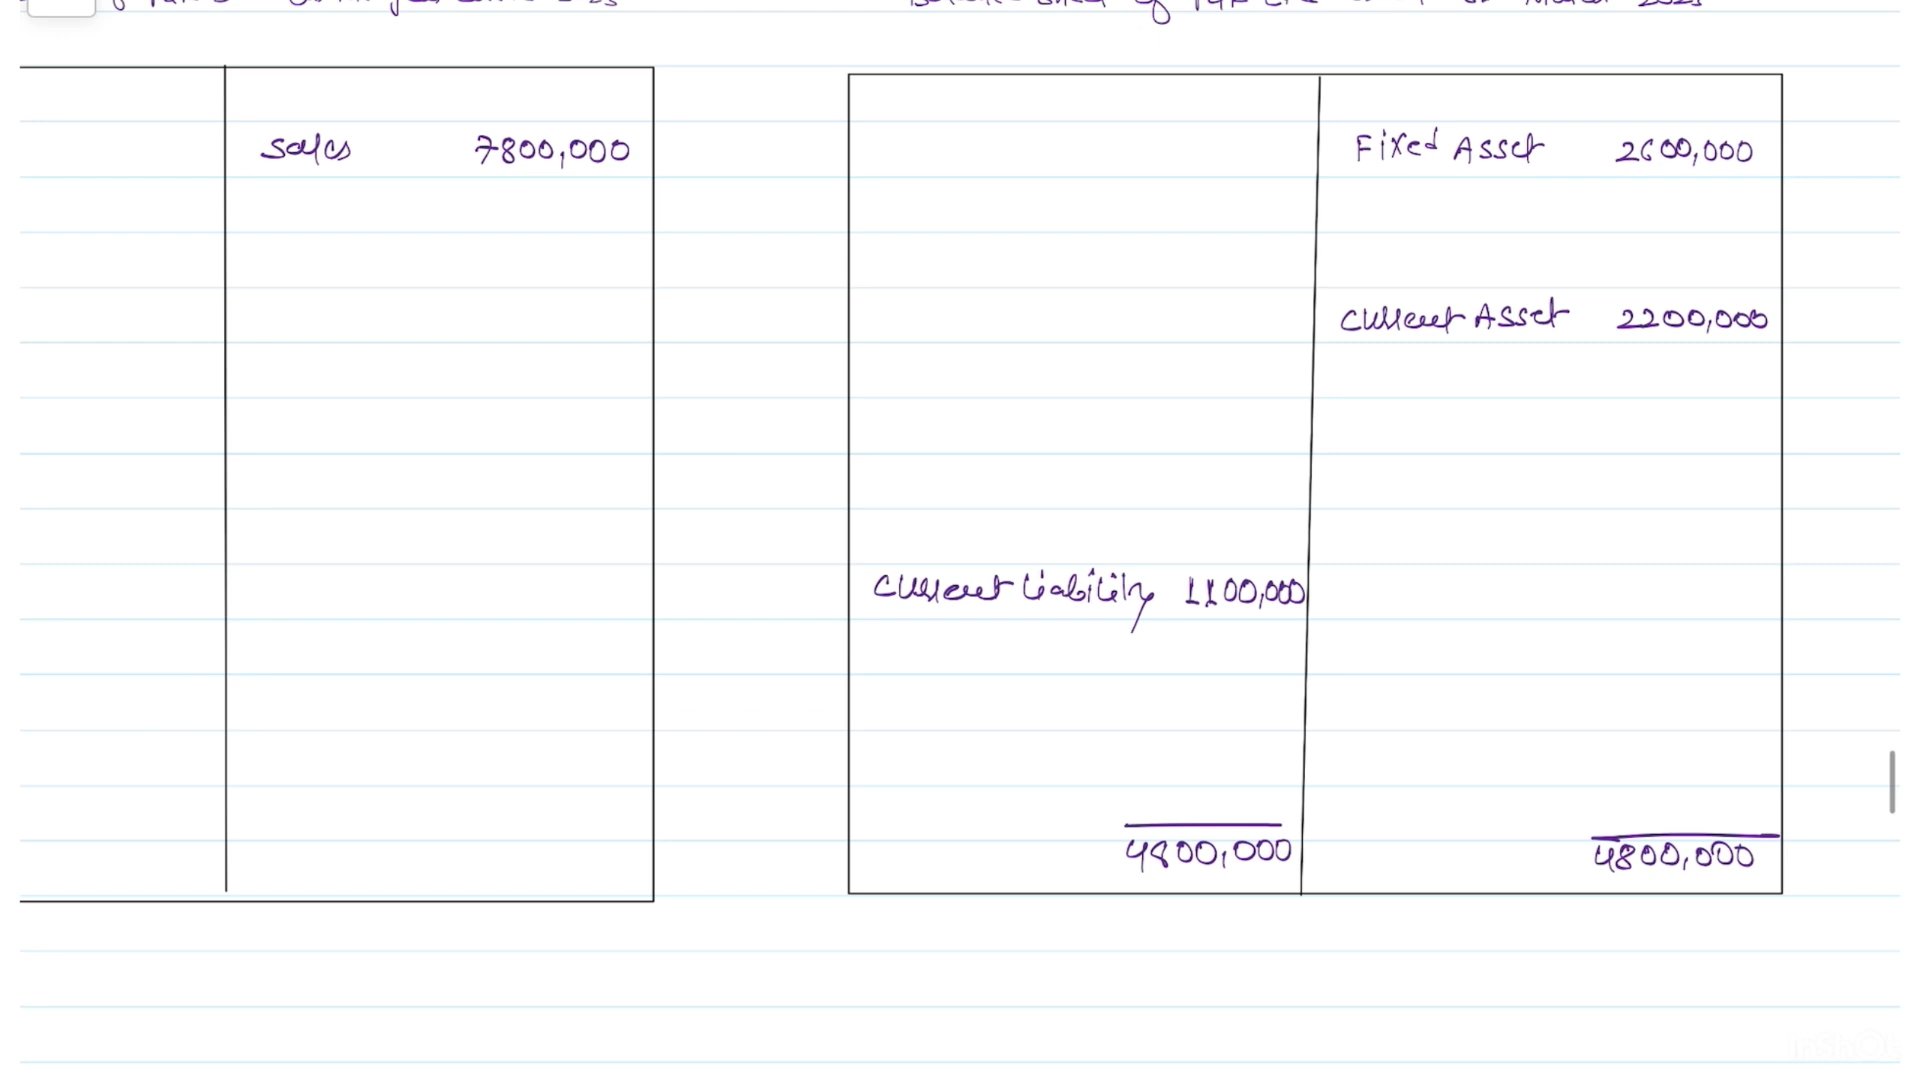 Sales 7800,000
Fixed Asset 2600,000
Current Asset 2200,000
Current Liability 1100,000
4800,000
4800,000